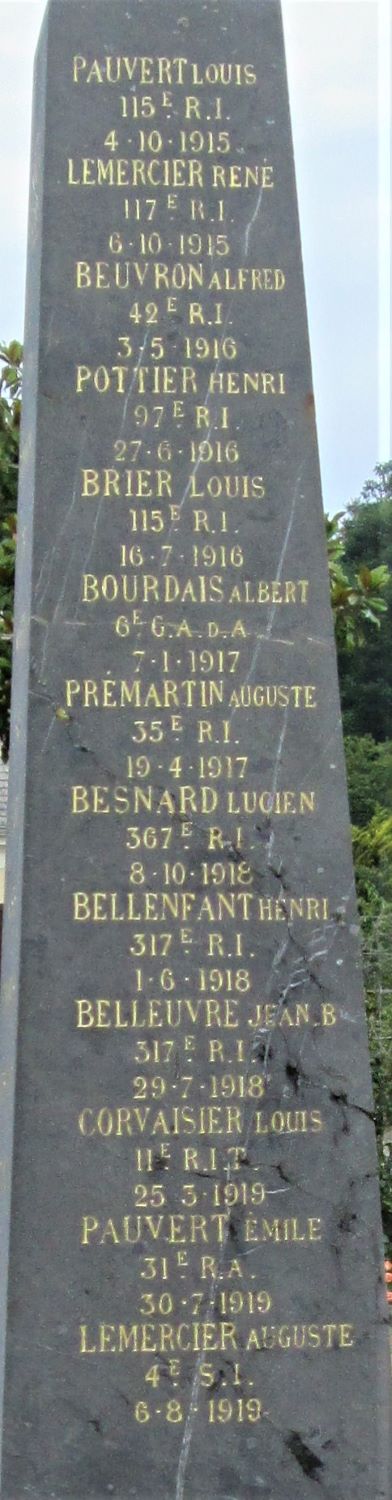 PAUVERT LOUIS
115E R.I.
4·10·1915
LEMERCIER RENÉ
117E R.I.
6·10·1915
BEUVRON ALFRED
42E R.I.
3·5·1916
POTTIER HENRI
97E R.I.
27·6·1916
BRIER LOUIS
115E R.I.
16·7·1916
BOURDAIS ALBERT
6E G.A.D.A
7·1·1917
PRÉMARTIN AUGUSTE
35E R.I.
19·4·1917
BESNARD LUCIEN
367E R.I.
8·10·1918
BELLENFANT HENRI
317E R.I.
1·6·1918
BELLEUVRE JEAN.B
317E R.I.
29·7·1918
CORVAISIER LOUIS
11E R.I.T.
25 3·1919
PAUVERT EMILE
31E R.A.
30·7·1919
LEMERCIER AUGUSTE
4E S.I.
6·8·1919